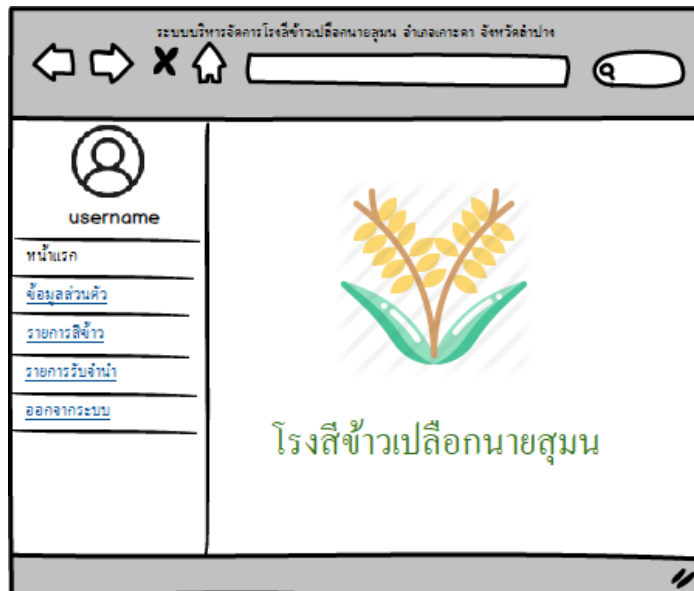 ระบบบริหารจัดการโรงสีข้าวเปลือกนายสุมน อำเภอเกาะคา จังหวัดลำปาง
username
หน้าแรก
ข้อมูลส่วนตัว
รายการสีข้าว
รายการรับจำนำ
ออกจากระบบ
โรงสีข้าวเปลือกนายสุมน